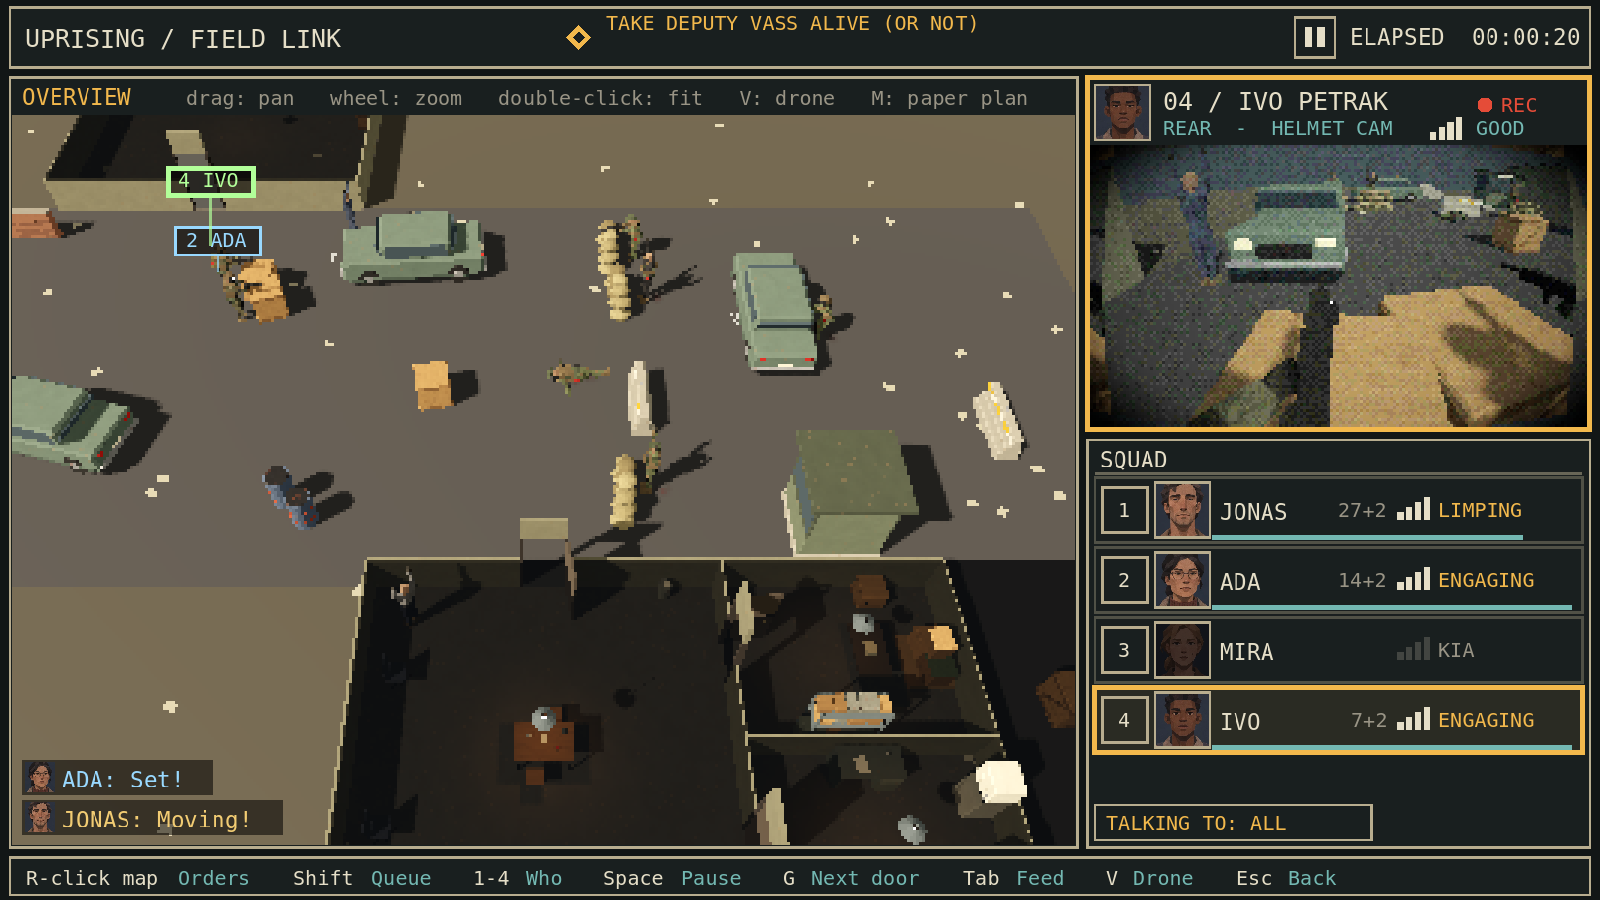 UPRISING / FIELD LINK
TAKE DEPUTY VASS ALIVE (OR NOT)
ELAPSED 00:00:20
OVERVIEW drag: pan wheel: zoom double-click: fit V: drone M: paper plan
4 IVO
2 ADA
ADA: Set!
JONAS: Moving!
04 / IVO PETRAK
REC
REAR - HELMET CAM
GOOD
SQUAD
1 JONAS 27+2 LIMPING
2 ADA 14+2 ENGAGING
3 MIRA KIA
4 IVO 7+2 ENGAGING
TALKING TO: ALL
R-click map Orders Shift Queue 1-4 Who Space Pause G Next door Tab Feed V Drone Esc Back